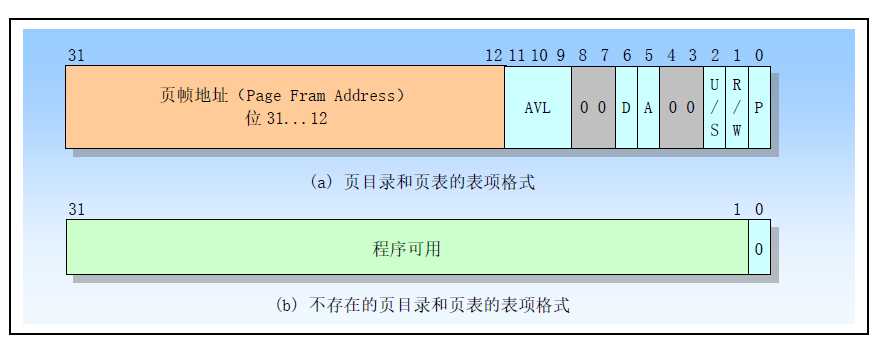 31 12 11 10 9 8 7 6 5 4 3 2 1 0
页帧地址（Page Fram Address）
位 31...12
AVL
0 0
D
A
0 0
U
/
S
R
/
W
P
(a) 页目录和页表的表项格式
31 1 0
程序可用
0
(b) 不存在的页目录和页表的表项格式